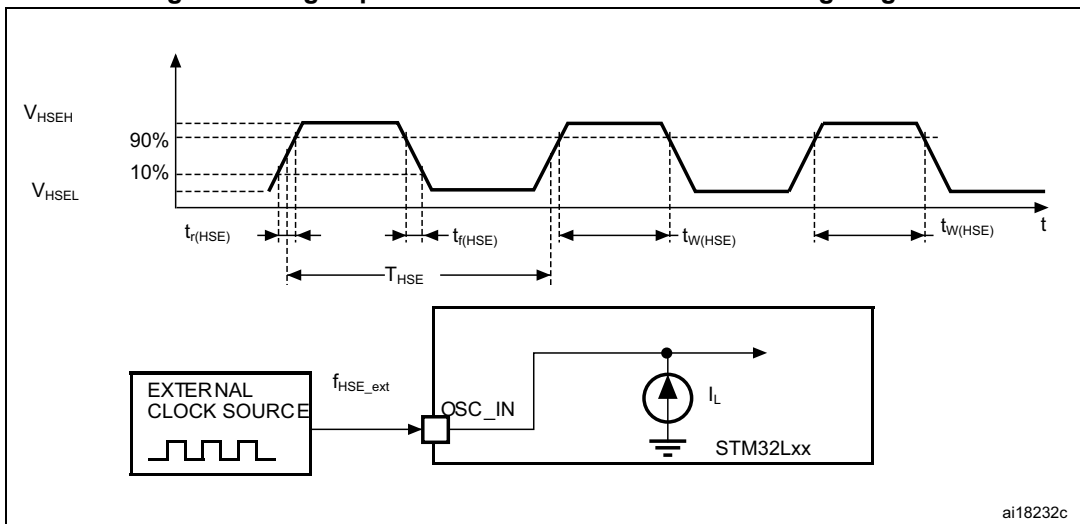 V_HSEH
90%
10%
V_HSEL
t_r(HSE)
t_f(HSE)
t_W(HSE)
t_W(HSE)
t
T_HSE
EXTERNAL
CLOCK SOURCE
f_HSE_ext
OSC_IN
I_L
STM32Lxx
ai18232c